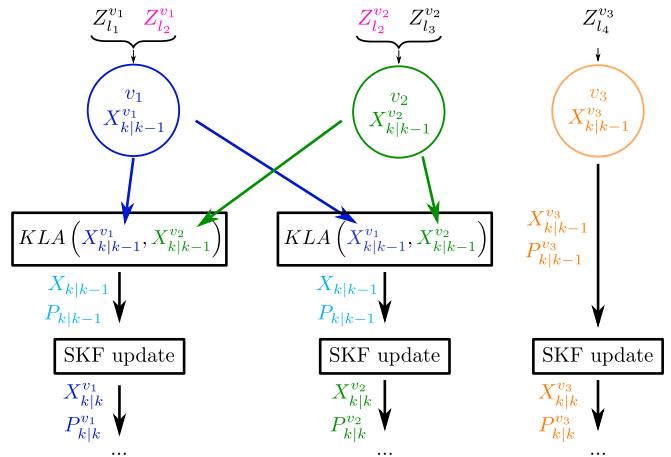 Z_{l_1}^{v_1} Z_{l_2}^{v_1} Z_{l_2}^{v_2} Z_{l_3}^{v_2} Z_{l_4}^{v_3}
v_1 v_2 v_3
X_{k|k-1}^{v_1} X_{k|k-1}^{v_2} X_{k|k-1}^{v_3}
KLA(X_{k|k-1}^{v_1}, X_{k|k-1}^{v_2}) KLA(X_{k|k-1}^{v_1}, X_{k|k-1}^{v_2}) X_{k|k-1}^{v_3}
P_{k|k-1}^{v_3}
X_{k|k-1} X_{k|k-1}
P_{k|k-1} P_{k|k-1}
SKF update SKF update SKF update
X_{k|k}^{v_1} X_{k|k}^{v_2} X_{k|k}^{v_3}
P_{k|k}^{v_1} P_{k|k}^{v_2} P_{k|k}^{v_3}
... ... ...